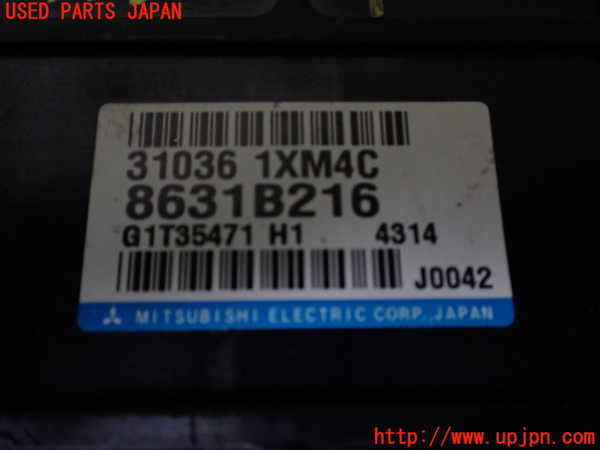 USED PARTS JAPAN
31036 1XM4C
8631B216
G1T35471 H1 4314
J0042
MITSUBISHI ELECTRIC CORP., JAPAN
http://www.upjpn.com/